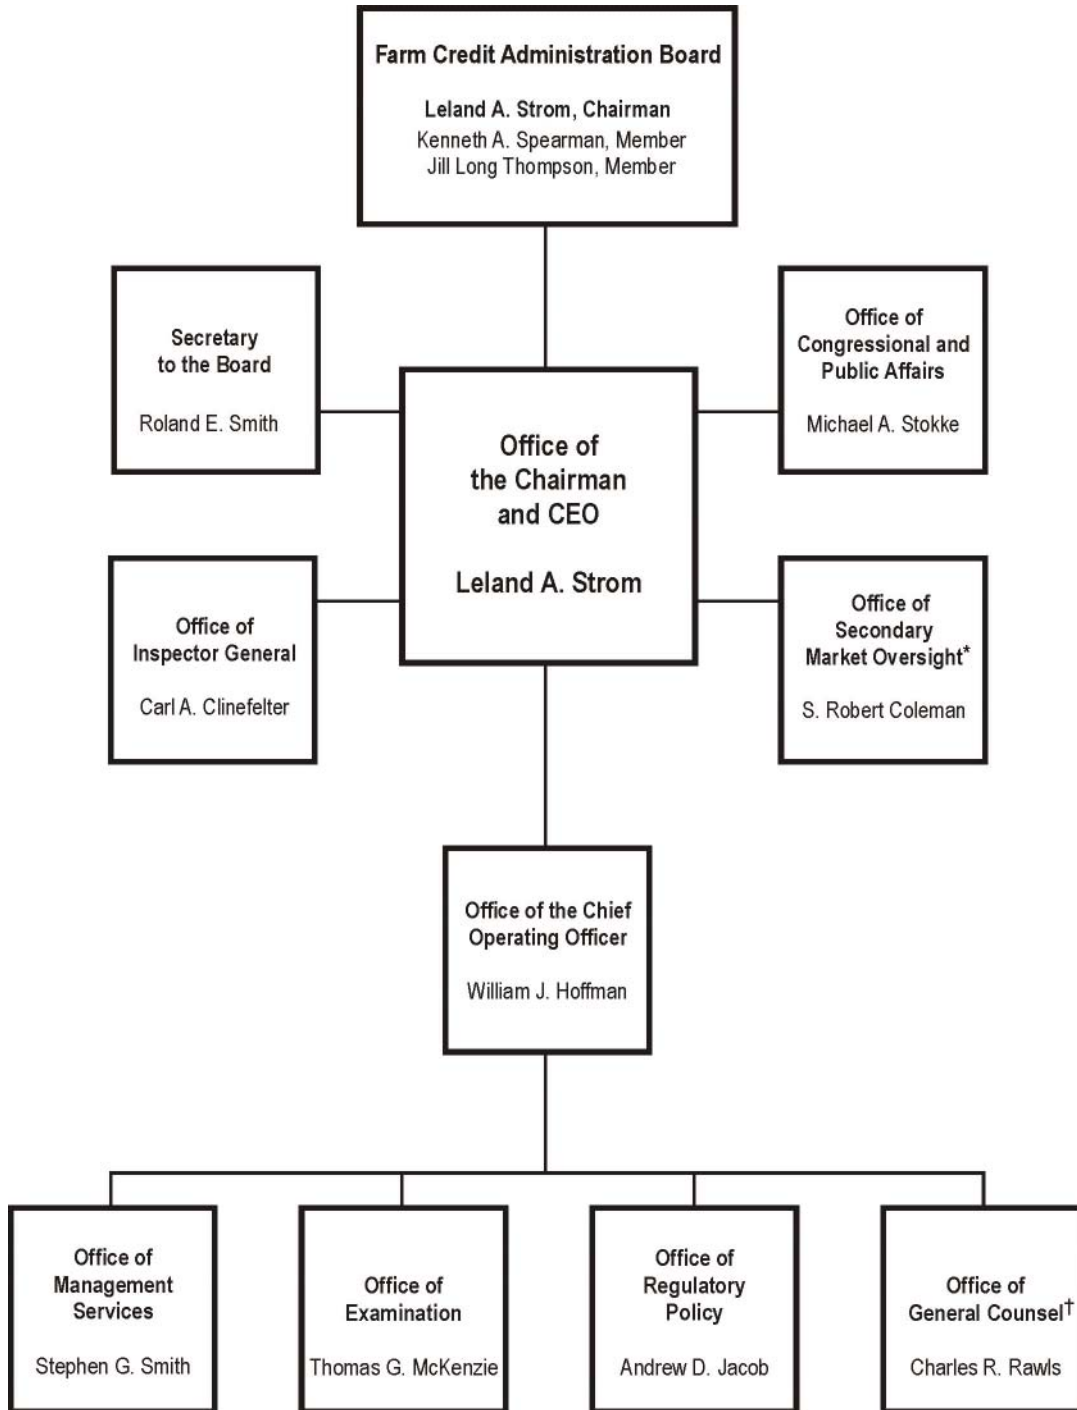 Farm Credit Administration Board
Leland A. Strom, Chairman
Kenneth A. Spearman, Member
Jill Long Thompson, Member
Secretary
to the Board
Roland E. Smith
Office of
Congressional and
Public Affairs
Michael A. Stokke
Office of
the Chairman
and CEO
Leland A. Strom
Office of
Inspector General
Carl A. Clinefelter
Office of
Secondary
Market Oversight*
S. Robert Coleman
Office of the Chief
Operating Officer
William J. Hoffman
Office of
Management
Services
Stephen G. Smith
Office of
Examination
Thomas G. McKenzie
Office of
Regulatory
Policy
Andrew D. Jacob
Office of
General Counsel†
Charles R. Rawls